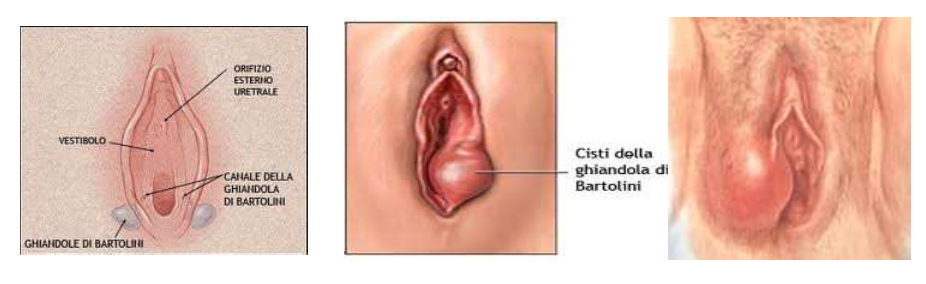 ORIFIZIO
ESTERNO
URETRALE
VESTIBOLO
CANALE DELLA
GHIANDOLA
DI BARTOLINI
GHIANDOLE DI BARTOLINI
Cisti della
ghiandola di
Bartolini